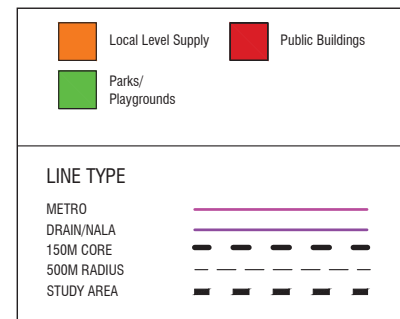 Local Level Supply
Public Buildings
Parks/
Playgrounds
LINE TYPE
METRO
DRAIN/NALA
150M CORE
500M RADIUS
STUDY AREA